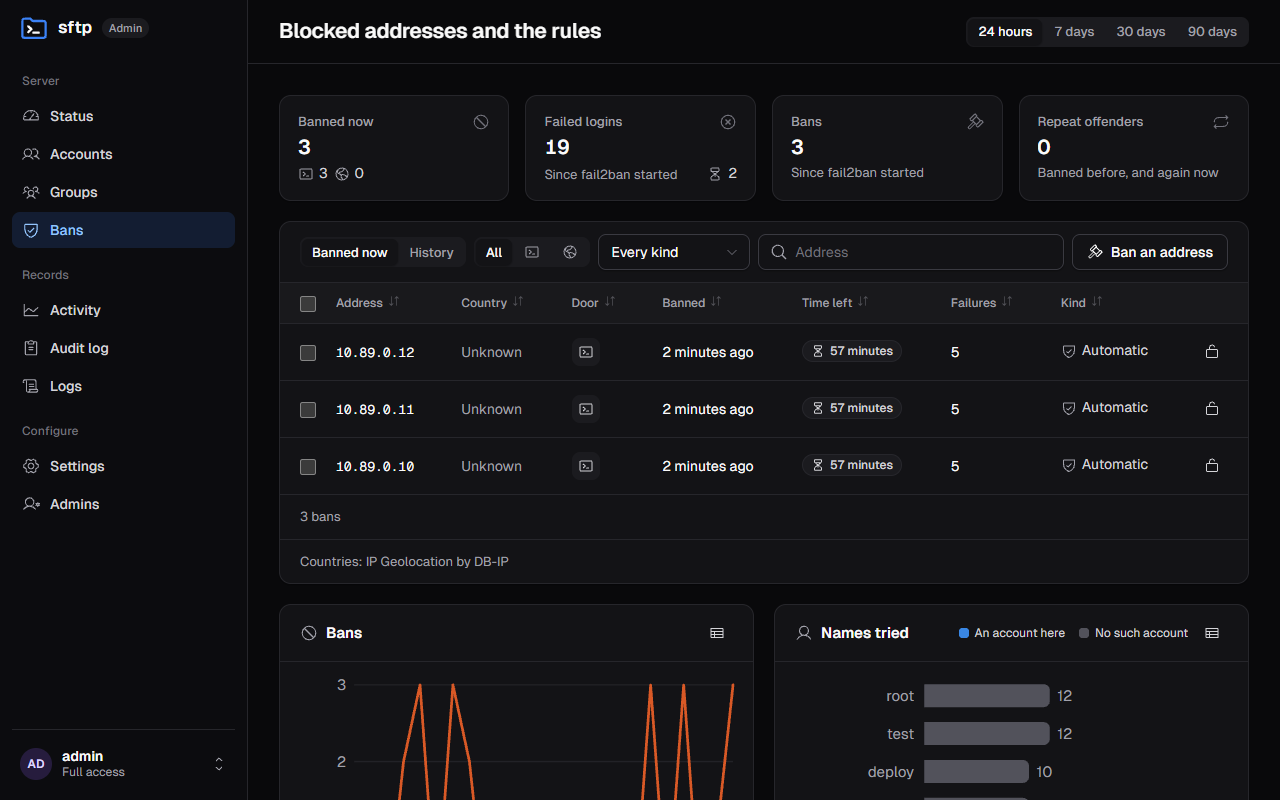 sftp Admin
Blocked addresses and the rules
24 hours 7 days 30 days 90 days
Server
Status
Accounts
Groups
Bans
Records
Activity
Audit log
Logs
Configure
Settings
Admins
AD admin
Full access
Banned now
3
3 0
Failed logins
19
Since fail2ban started 2
Bans
3
Since fail2ban started
Repeat offenders
0
Banned before, and again now
Banned now History All Every kind Address Ban an address
Address Country Door Banned Time left Failures Kind
10.89.0.12 Unknown 2 minutes ago 57 minutes 5 Automatic
10.89.0.11 Unknown 2 minutes ago 57 minutes 5 Automatic
10.89.0.10 Unknown 2 minutes ago 57 minutes 5 Automatic
3 bans
Countries: IP Geolocation by DB-IP
Bans
3
2
Names tried An account here No such account
root 12
test 12
deploy 10